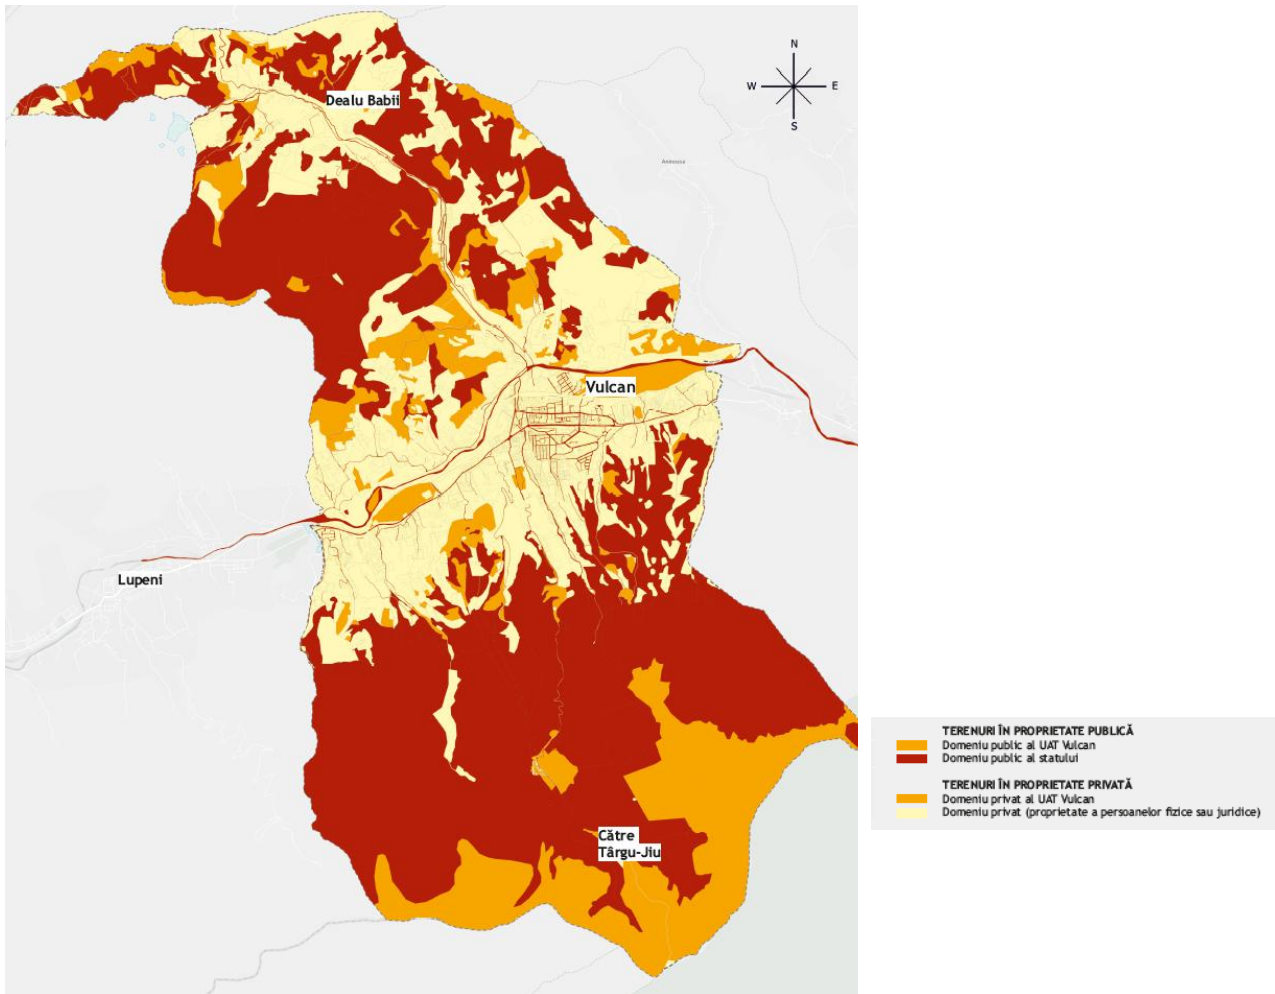 N
W E
S
Dealu Babii
Aninoasa
Vulcan
Lupeni
Către
Târgu-Jiu
TERENURI ÎN PROPRIETATE PUBLICĂ
Domeniu public al UAT Vulcan
Domeniu public al statului
TERENURI ÎN PROPRIETATE PRIVATĂ
Domeniu privat al UAT Vulcan
Domeniu privat (proprietate a persoanelor fizice sau juridice)